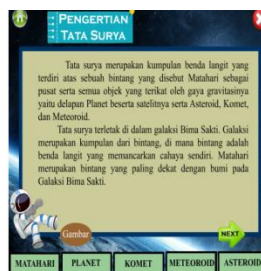 PENGERTIAN
TATA SURYA
Tata surya merupakan kumpulan benda langit yang
terdiri atas sebuah bintang yang disebut Matahari sebagai
pusat serta semua objek yang terikat oleh gaya gravitasinya
yaitu delapan Planet beserta satelitnya serta Asteroid, Komet,
dan Meteoroid.
Tata surya terletak di dalam galaksi Bima Sakti. Galaksi
merupakan kumpulan dari bintang, di mana bintang adalah
benda langit yang memancarkan cahaya sendiri. Matahari
merupakan bintang yang paling dekat dengan bumi pada
Galaksi Bima Sakti.
Gambar
NEXT
MATAHARI PLANET KOMET METEOROID ASTEROID